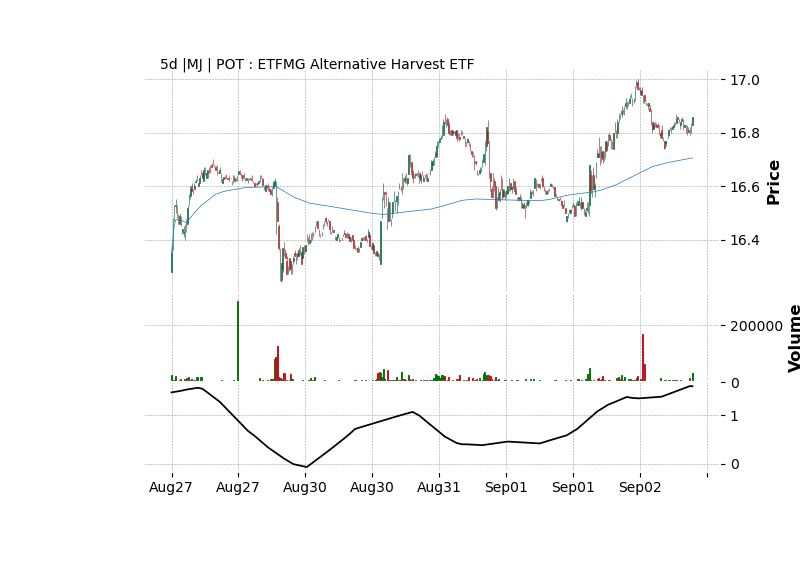 5d |MJ | POT : ETFMG Alternative Harvest ETF
17.0
16.8
16.6
16.4
Price
200000
0
Volume
1
0
Aug27 Aug27 Aug30 Aug30 Aug31 Sep01 Sep01 Sep02